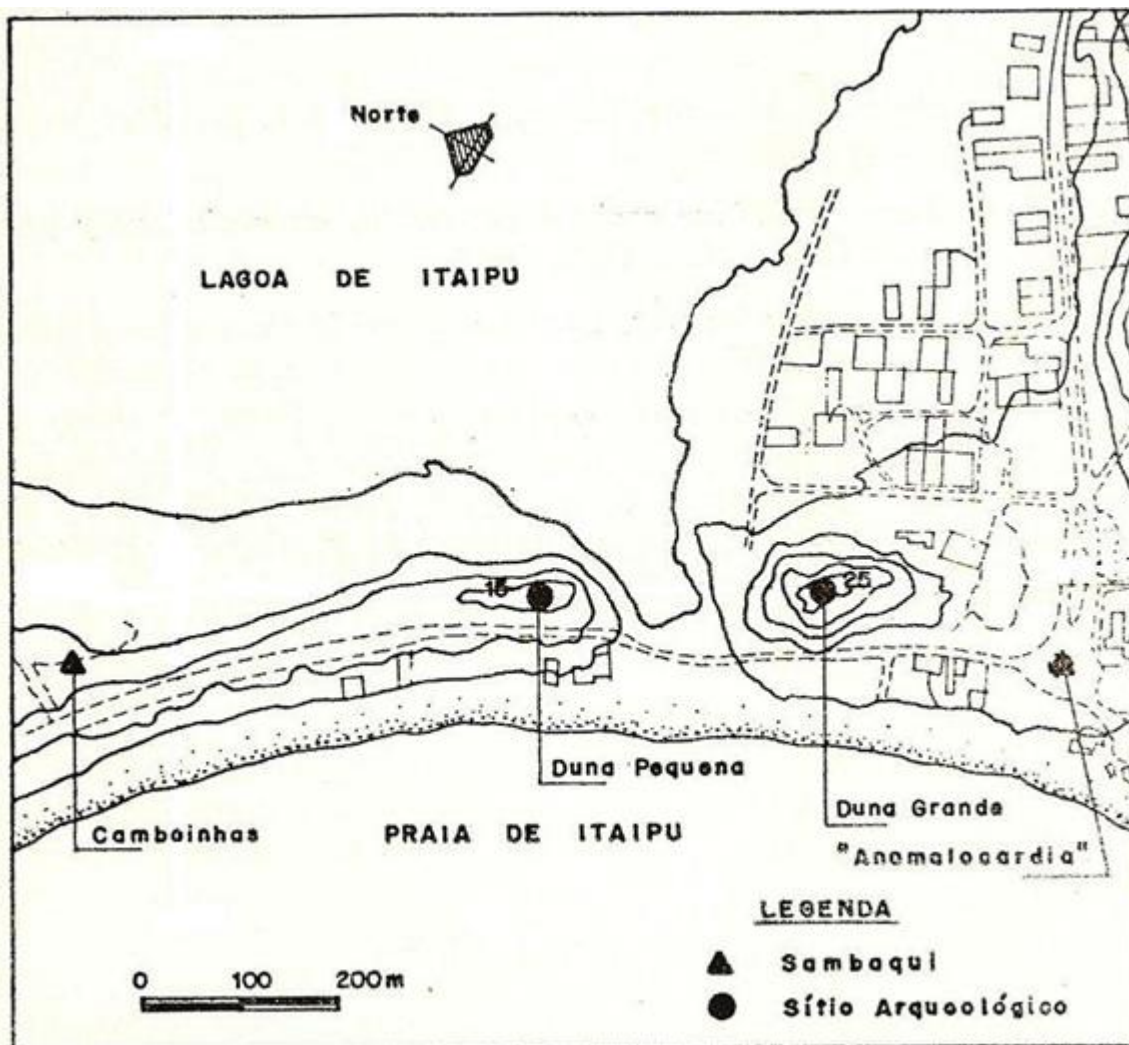 Norte
LAGOA DE ITAIPU
15
25
Duna Pequena
Duna Grande
Camboinhas
PRAIA DE ITAIPU
"Anomalocardia"
LEGENDA
Sambaqui
Sítio Arqueológico
0 100 200m